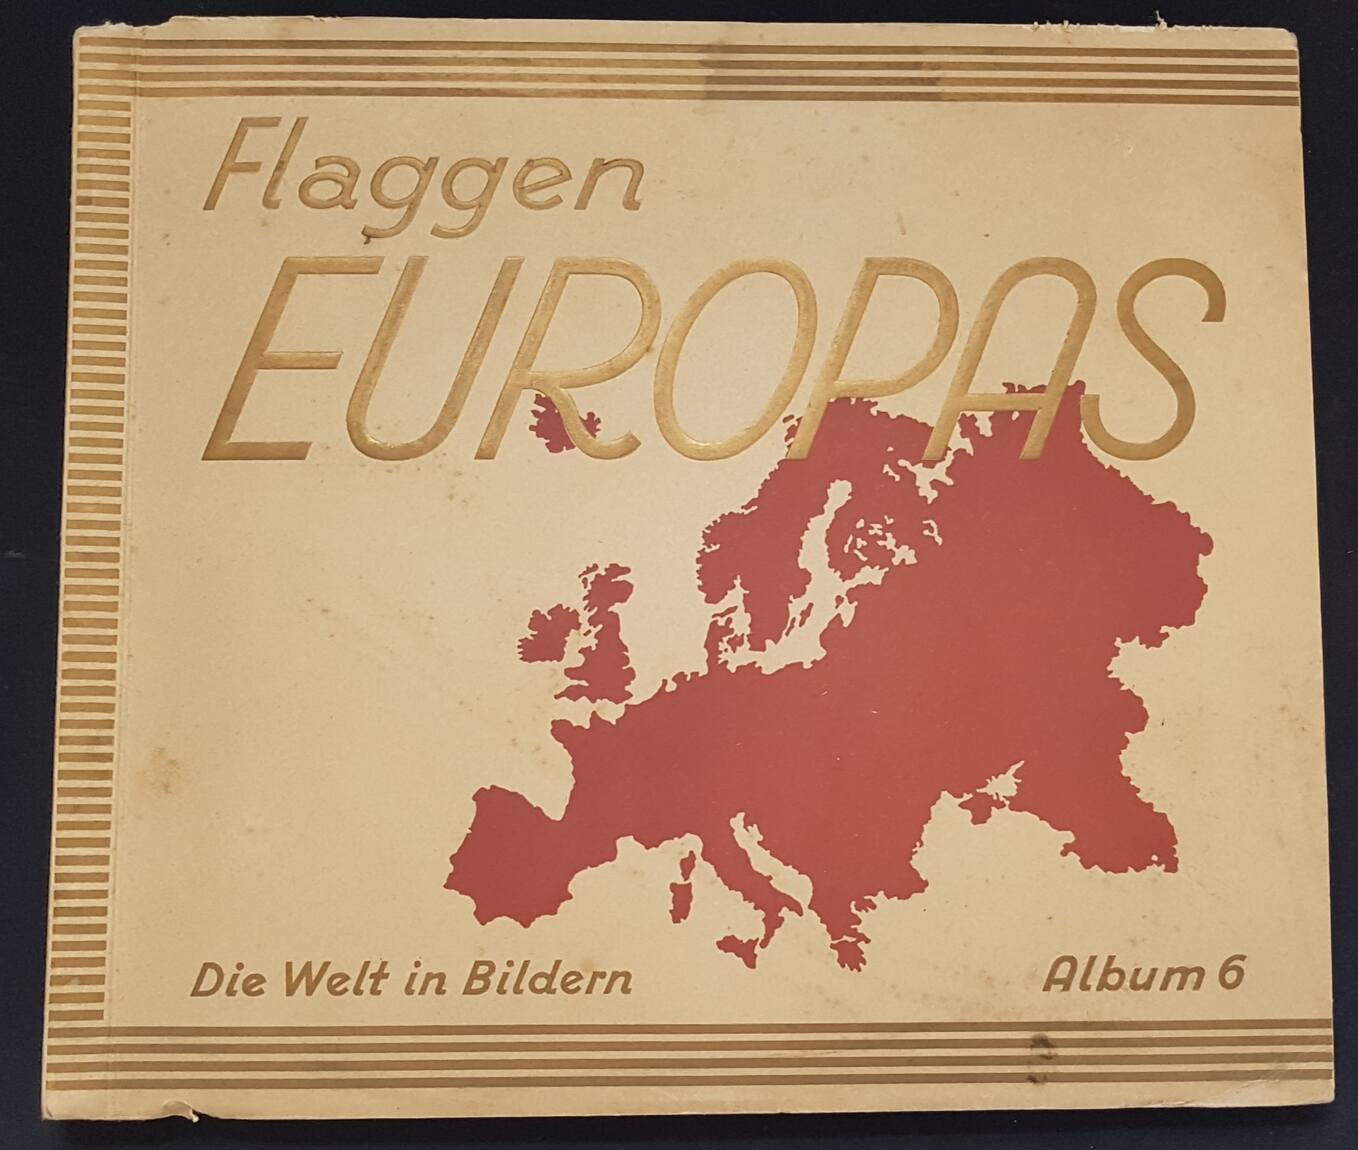 Flaggen
EUROPAS
Die Welt in Bildern
Album 6